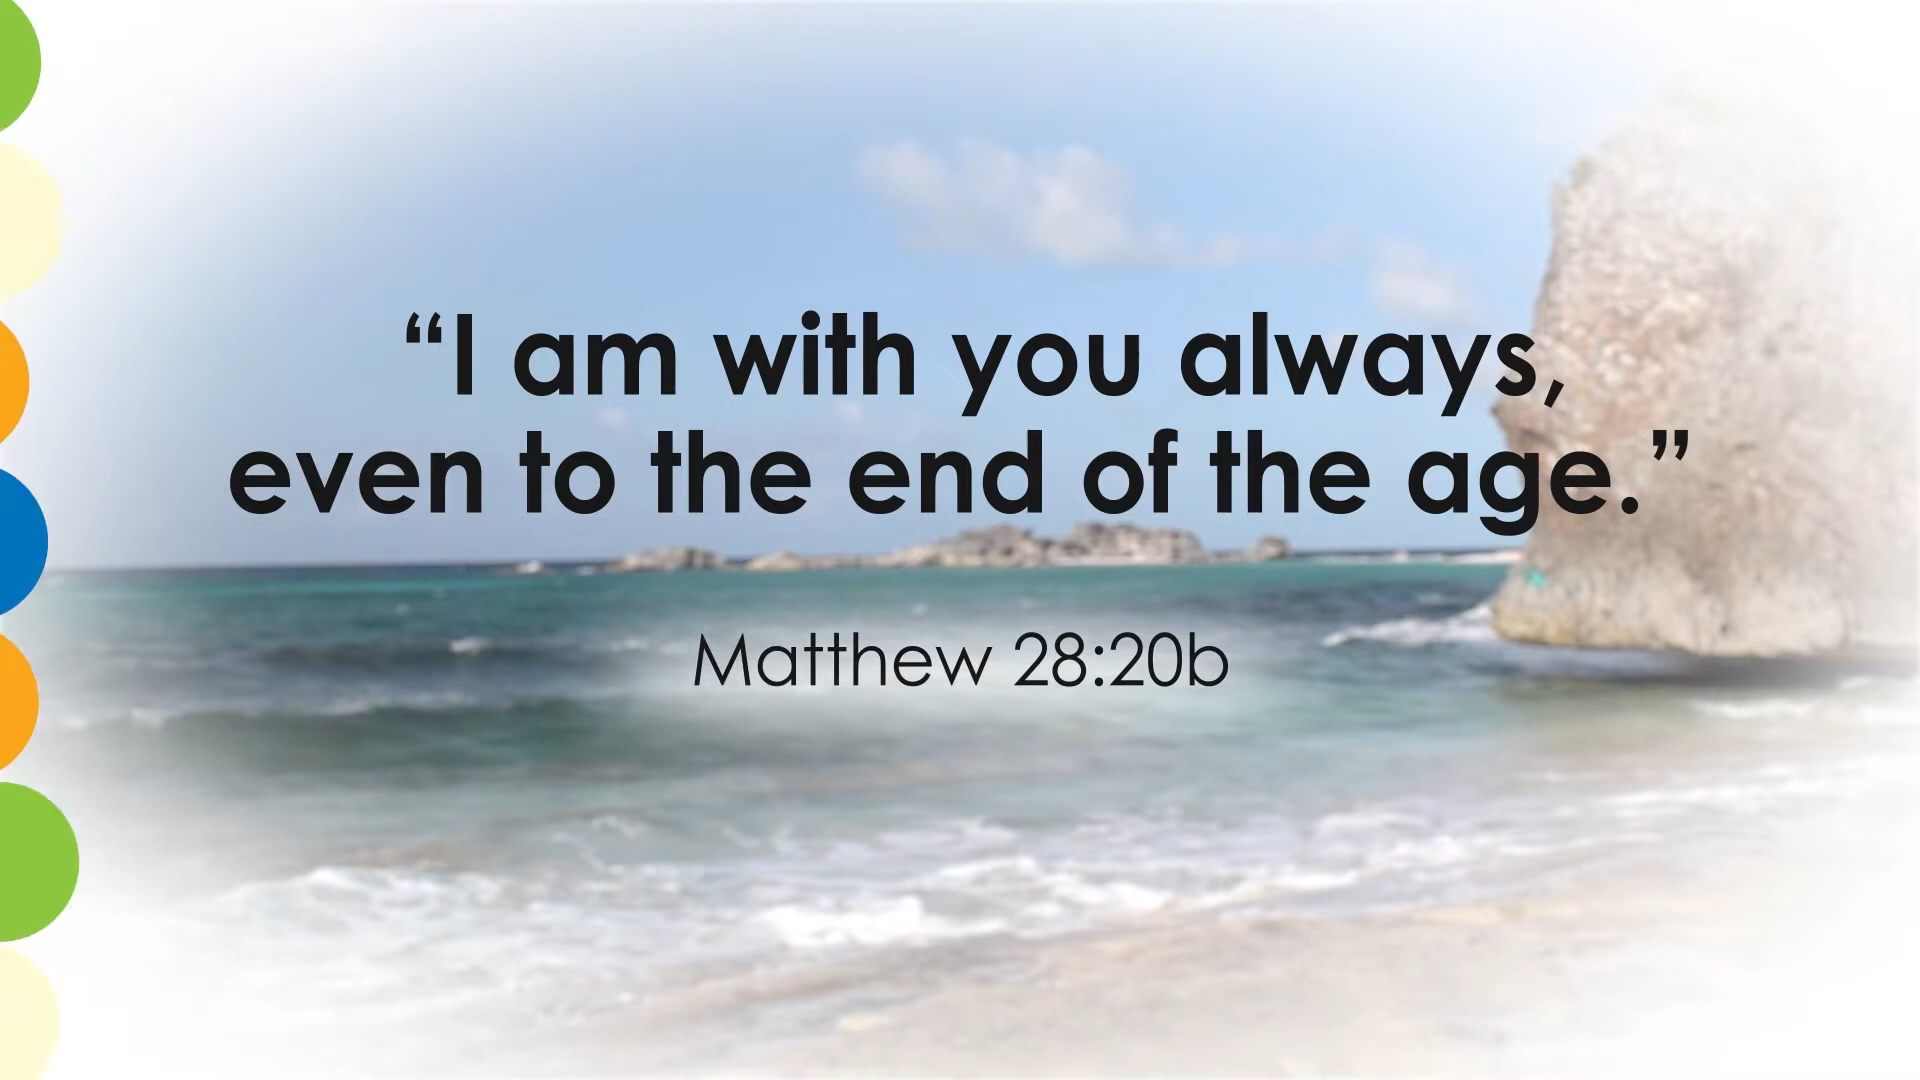 “I am with you always,
even to the end of the age.”
Matthew 28:20b